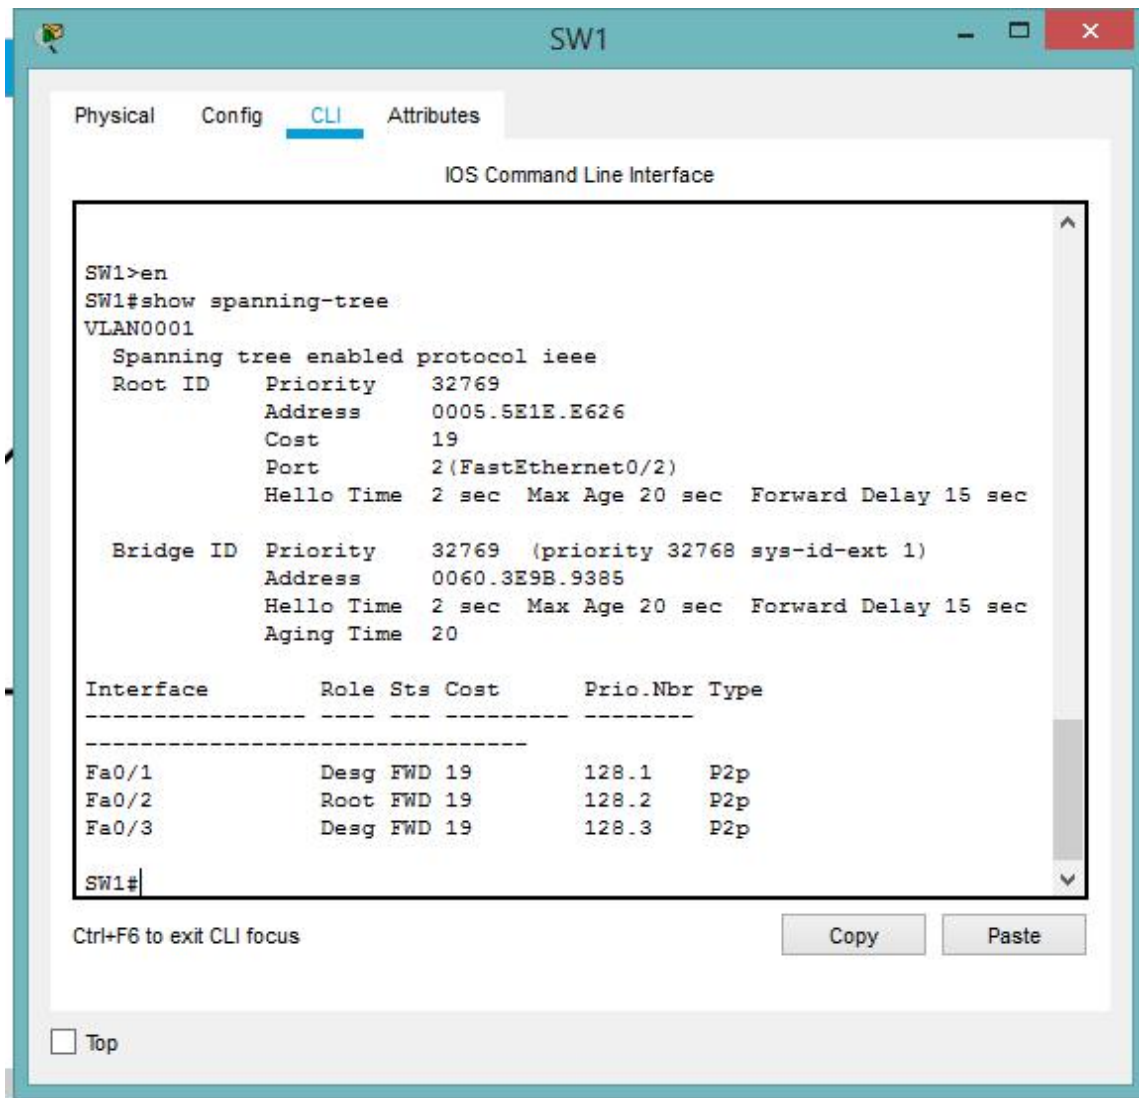 SW1
Physical Config CLI Attributes
IOS Command Line Interface
SW1>en
SW1#show spanning-tree
VLAN0001
  Spanning tree enabled protocol ieee
  Root ID    Priority    32769
             Address     0005.5E1E.E626
             Cost        19
             Port        2(FastEthernet0/2)
             Hello Time  2 sec  Max Age 20 sec  Forward Delay 15 sec
  Bridge ID  Priority    32769  (priority 32768 sys-id-ext 1)
             Address     0060.3E9B.9385
             Hello Time  2 sec  Max Age 20 sec  Forward Delay 15 sec
             Aging Time  20
Interface        Role Sts Cost      Prio.Nbr Type
---------------- ---- --- --------- --------
--------------------------------
Fa0/1            Desg FWD 19        128.1    P2p
Fa0/2            Root FWD 19        128.2    P2p
Fa0/3            Desg FWD 19        128.3    P2p
SW1#
Ctrl+F6 to exit CLI focus
Copy Paste
Top